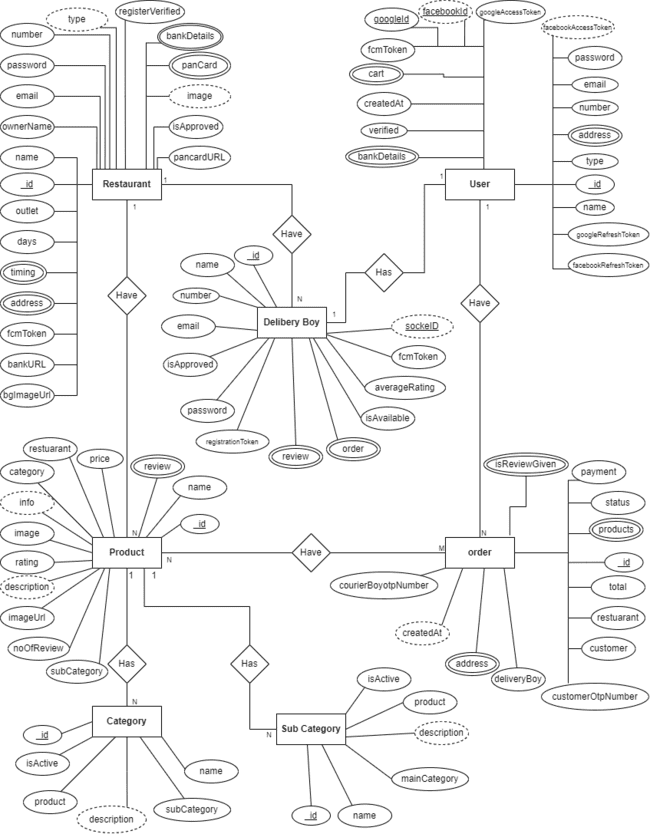 type
registerVerified
number
bankDetails
password
panCard
email
image
ownerName
isApproved
name
pancardURL
_id
Restaurant
1
1
outlet
days
timing
address
fcmToken
bankURL
bgImageUrl
googleId
facebookId
googleAccessToken
facebookAccessToken
fcmToken
cart
createdAt
verified
bankDetails
password
email
number
address
type
_id
name
googleRefreshToken
facebookRefreshToken
User
1
1
Have
Has
Have
Have
N
1
name
_id
number
Delibery Boy
email
isApproved
password
registrationToken
review
order
isAvailable
averageRating
fcmToken
sockeID
restuarant
price
review
category
name
info
_id
image
N
Product
N
rating
1
1
description
imageUrl
noOfReview
subCategory
Have
isReviewGiven
payment
status
products
N
M
order
_id
total
restuarant
customer
customerOtpNumber
courierBoyotpNumber
createdAt
address
deliveryBoy
Has
Has
N
Category
_id
isActive
product
description
subCategory
name
N
Sub Category
isActive
product
description
mainCategory
_id
name